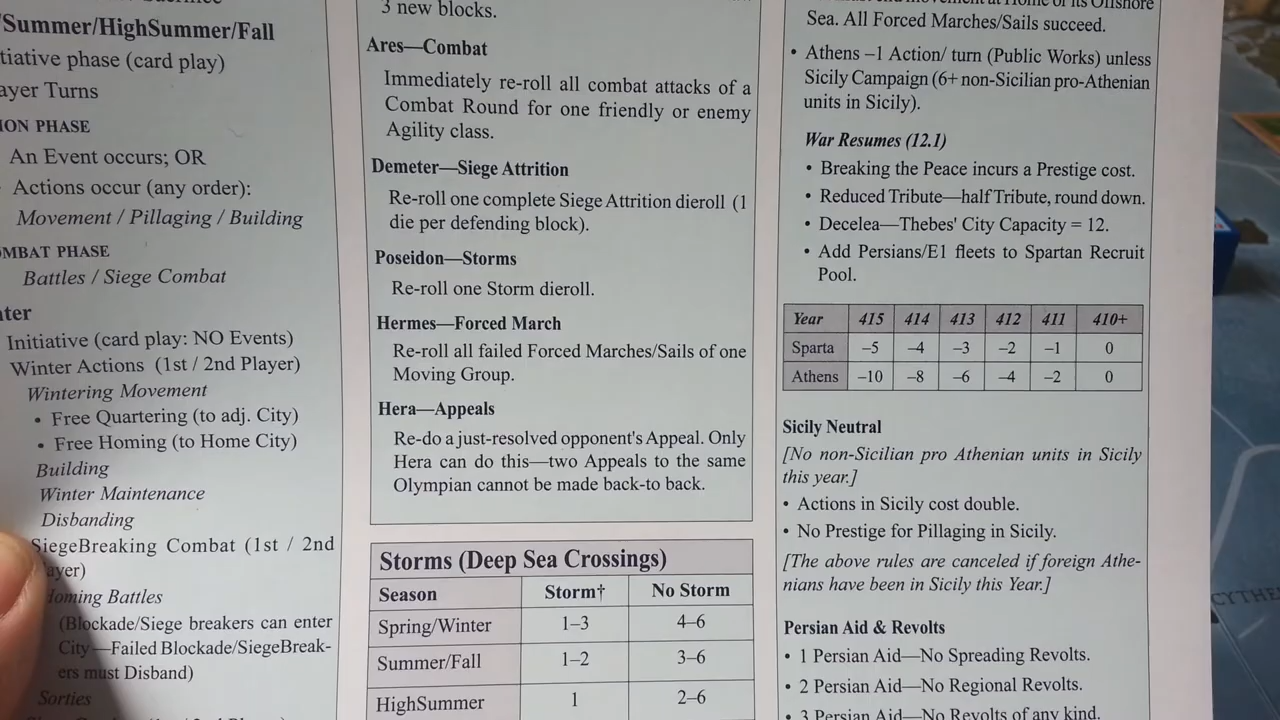 /Summer/HighSummer/Fall
tiative phase (card play)
ayer Turns
ION PHASE
An Event occurs; OR
Actions occur (any order):
Movement / Pillaging / Building
OMBAT PHASE
Battles / Siege Combat
ter
Initiative (card play: NO Events)
Winter Actions (1st / 2nd Player)
Wintering Movement
• Free Quartering (to adj. City)
• Free Homing (to Home City)
Building
Winter Maintenance
Disbanding
SiegeBreaking Combat (1st / 2nd
ayer)
Homing Battles
(Blockade/Siege breakers can enter
City—Failed Blockade/SiegeBreak-
ers must Disband)
Sorties
3 new blocks.
Ares—Combat
Immediately re-roll all combat attacks of a
Combat Round for one friendly or enemy
Agility class.
Demeter—Siege Attrition
Re-roll one complete Siege Attrition dieroll (1
die per defending block).
Poseidon—Storms
Re-roll one Storm dieroll.
Hermes—Forced March
Re-roll all failed Forced Marches/Sails of one
Moving Group.
Hera—Appeals
Re-do a just-resolved opponent's Appeal. Only
Hera can do this—two Appeals to the same
Olympian cannot be made back-to back.
Storms (Deep Sea Crossings)
Season Storm† No Storm
Spring/Winter 1–3 4–6
Summer/Fall 1–2 3–6
HighSummer 1 2–6
Sea. All Forced Marches/Sails succeed.
• Athens –1 Action/ turn (Public Works) unless
Sicily Campaign (6+ non-Sicilian pro-Athenian
units in Sicily).
War Resumes (12.1)
• Breaking the Peace incurs a Prestige cost.
• Reduced Tribute—half Tribute, round down.
• Decelea—Thebes' City Capacity = 12.
• Add Persians/E1 fleets to Spartan Recruit
Pool.
Year 415 414 413 412 411 410+
Sparta –5 –4 –3 –2 –1 0
Athens –10 –8 –6 –4 –2 0
Sicily Neutral
[No non-Sicilian pro Athenian units in Sicily
this year.]
• Actions in Sicily cost double.
• No Prestige for Pillaging in Sicily.
[The above rules are canceled if foreign Athe-
nians have been in Sicily this Year.]
Persian Aid & Revolts
• 1 Persian Aid—No Spreading Revolts.
• 2 Persian Aid—No Regional Revolts.
• 3 Persian Aid—No Revolts of any kind.
CYTHE